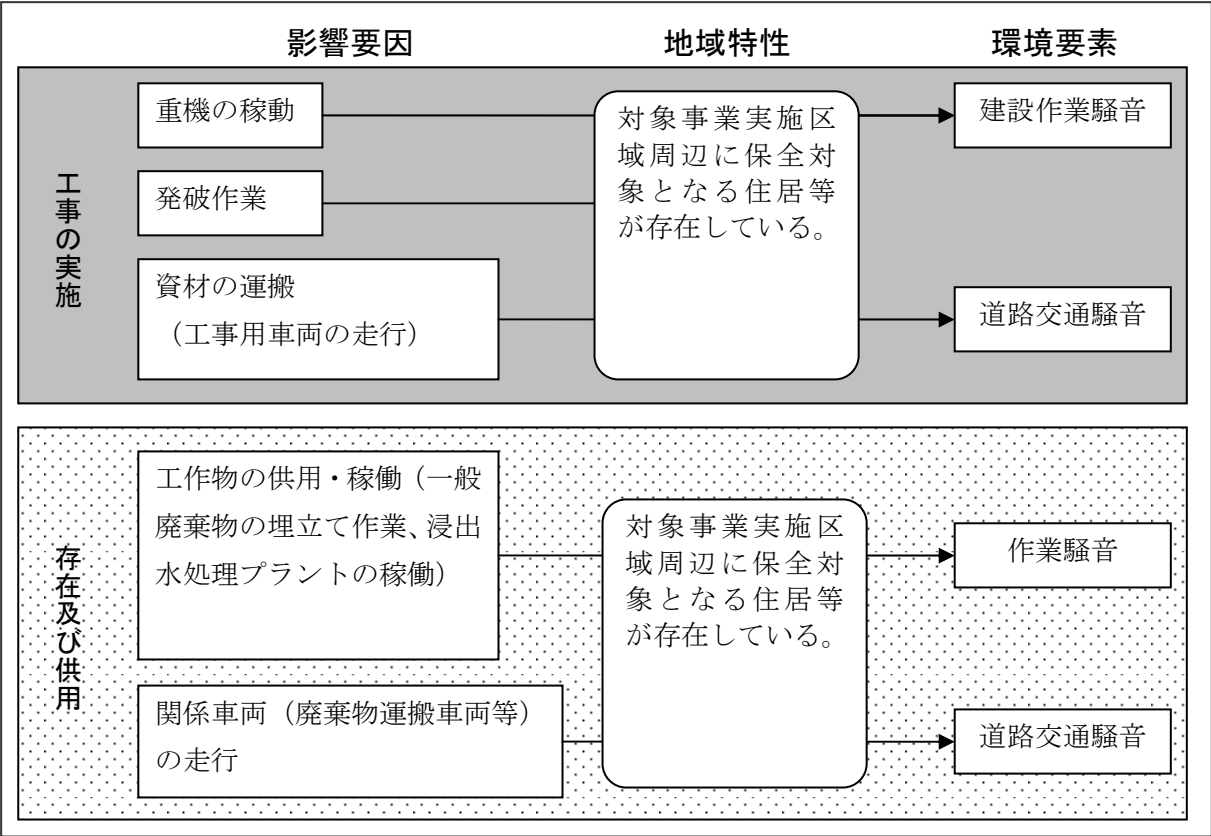 影響要因 地域特性 環境要素
工事の実施
重機の稼動
発破作業
資材の運搬
（工事用車両の走行）
対象事業実施区
域周辺に保全対
象となる住居等
が存在している。
建設作業騒音
道路交通騒音
存在及び供用
工作物の供用・稼働（一般
廃棄物の埋立て作業、浸出
水処理プラントの稼働）
関係車両（廃棄物運搬車両等）
の走行
対象事業実施区
域周辺に保全対
象となる住居等
が存在している。
作業騒音
道路交通騒音